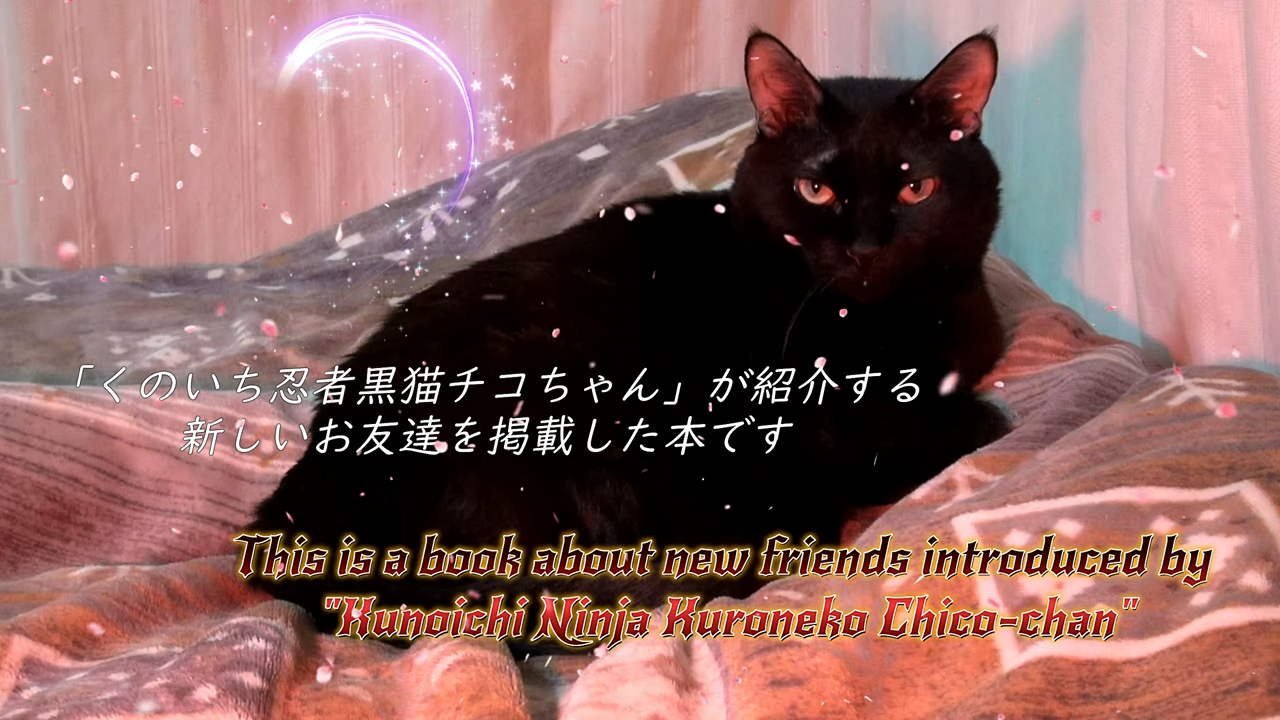 「くのいち忍者黒猫チコちゃん」が紹介する
新しいお友達を掲載した本です
This is a book about new friends introduced by
"Kunoichi Ninja Kuroneko Chico-chan"